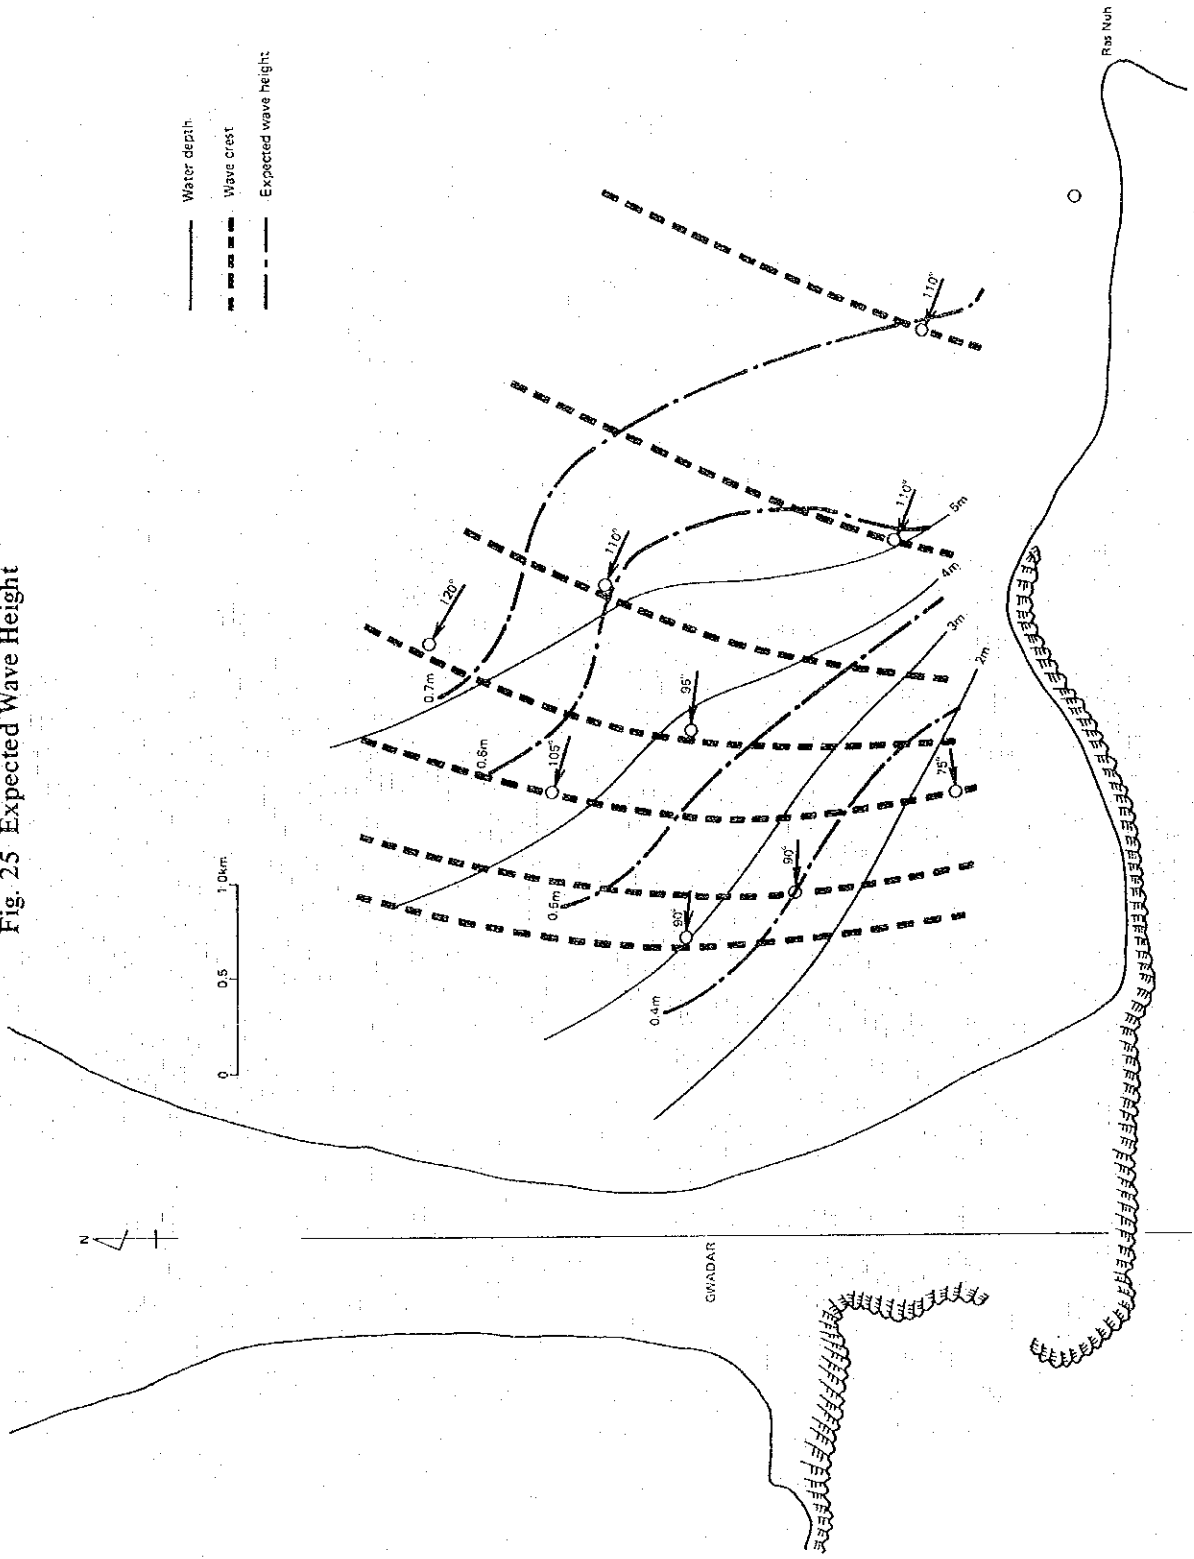 Fig. 25 Expected Wave Height
Water depth
Wave crest
Expected wave height
N
0 0.5 1.0km
120°
110°
110°
110°
105°
95°
90°
90°
75°
0.7m
0.6m
0.5m
0.4m
5m
4m
3m
2m
GWADAR
Ras Nuh